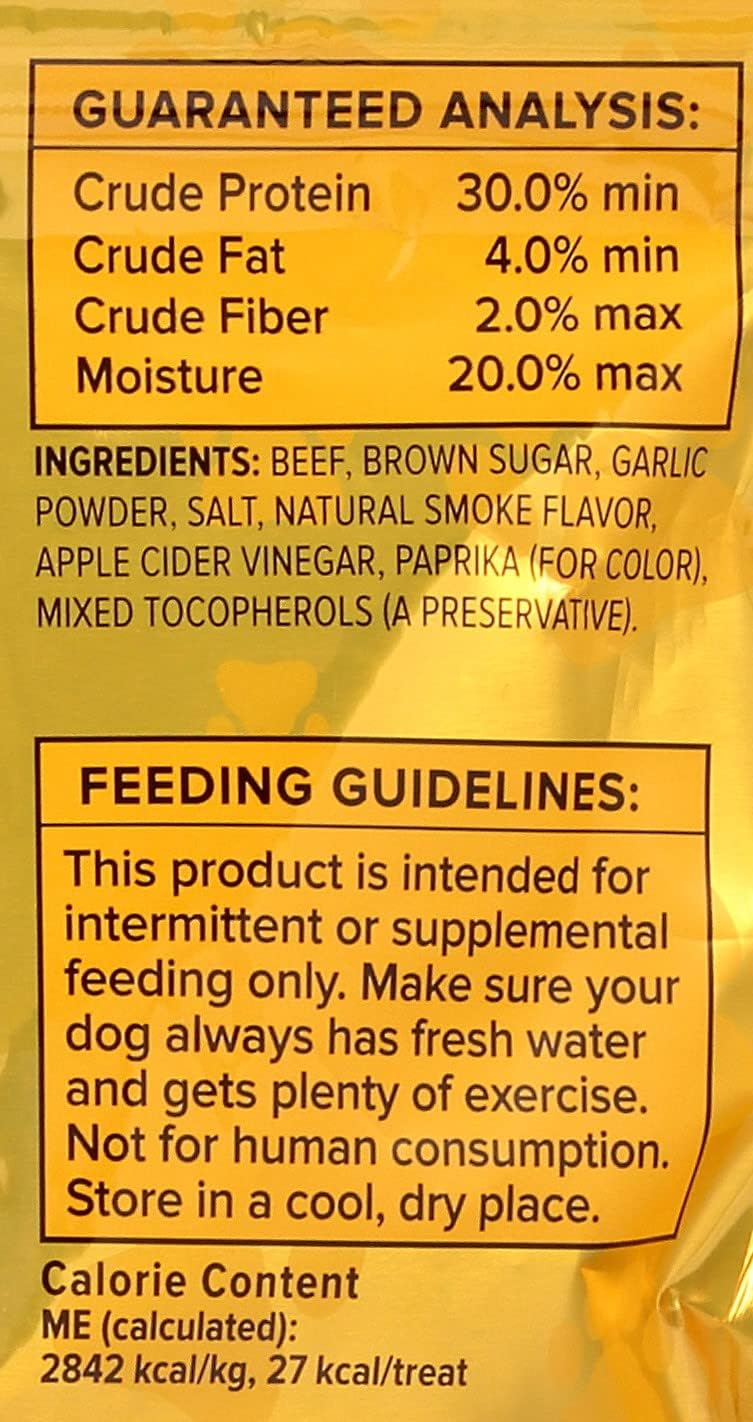 GUARANTEED ANALYSIS:
Crude Protein 30.0% min
Crude Fat 4.0% min
Crude Fiber 2.0% max
Moisture 20.0% max
INGREDIENTS: BEEF, BROWN SUGAR, GARLIC
POWDER, SALT, NATURAL SMOKE FLAVOR,
APPLE CIDER VINEGAR, PAPRIKA (FOR COLOR),
MIXED TOCOPHEROLS (A PRESERVATIVE).
FEEDING GUIDELINES:
This product is intended for
intermittent or supplemental
feeding only. Make sure your
dog always has fresh water
and gets plenty of exercise.
Not for human consumption.
Store in a cool, dry place.
Calorie Content
ME (calculated):
2842 kcal/kg, 27 kcal/treat